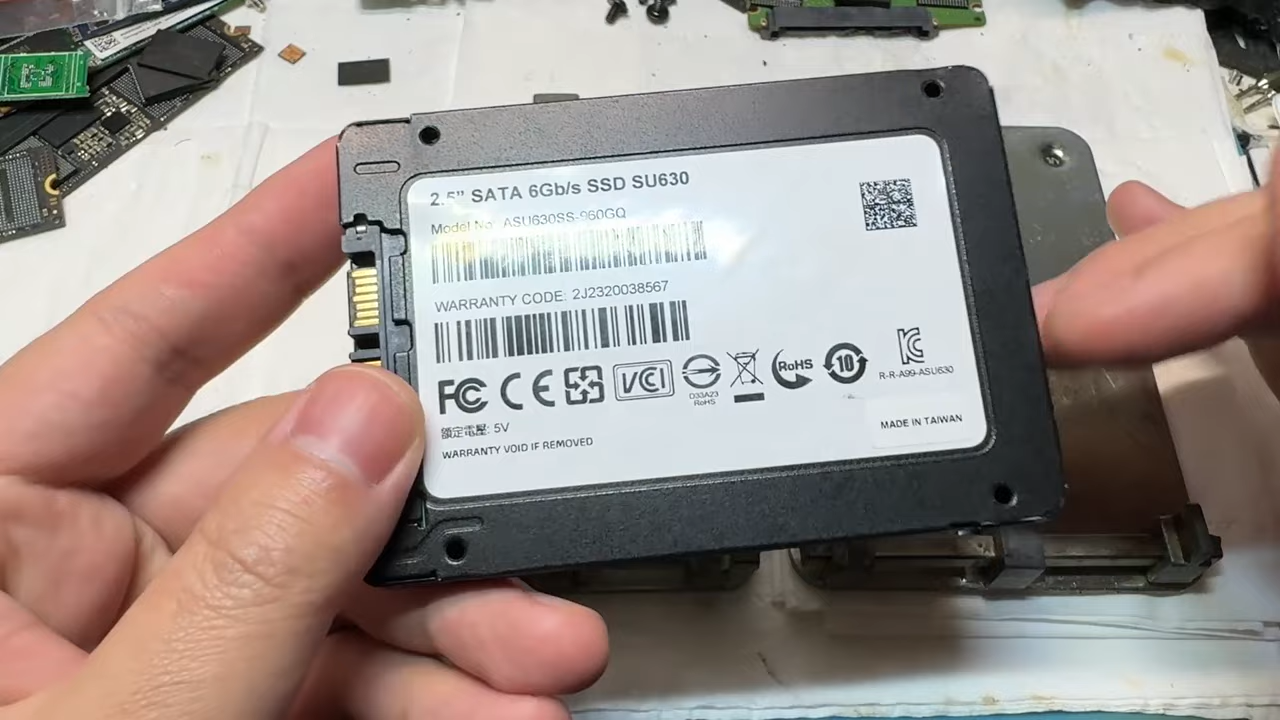 2.5” SATA 6Gb/s SSD SU630
Model No. ASU630SS-960GQ
WARRANTY CODE: 2J2320038567
FC CE VCI D33A23 RoHS RoHS 10 R-R-A99-ASU630
額定電壓: 5V
MADE IN TAIWAN
WARRANTY VOID IF REMOVED